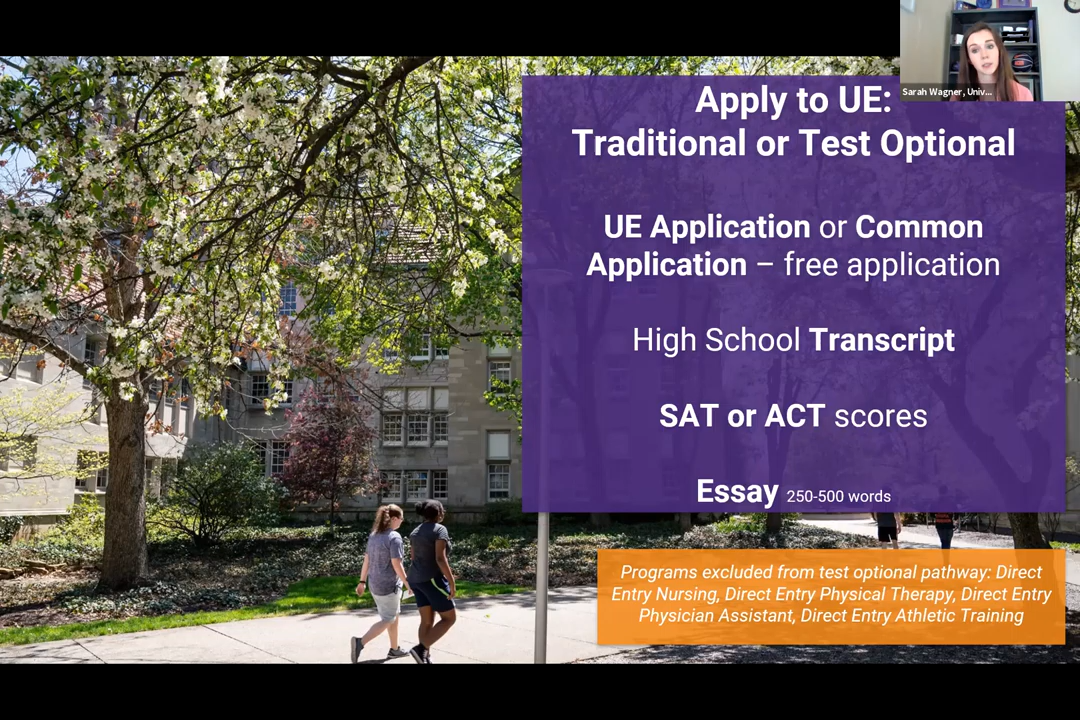 Sarah Wagner, Univ...
Apply to UE:
Traditional or Test Optional
UE Application or Common
Application – free application
High School Transcript
SAT or ACT scores
Essay 250-500 words
Programs excluded from test optional pathway: Direct
Entry Nursing, Direct Entry Physical Therapy, Direct Entry
Physician Assistant, Direct Entry Athletic Training